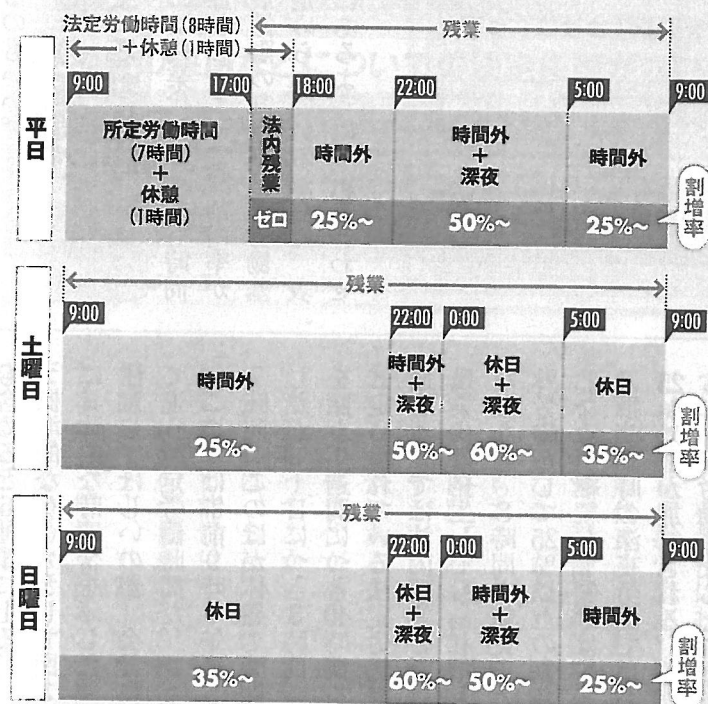 法定労働時間(8時間)
+休憩(1時間)
残業
9:00
17:00
18:00
22:00
5:00
9:00
平日
所定労働時間
(7時間)
+
休憩
(1時間)
法内残業
時間外
時間外
+
深夜
時間外
ゼロ
25%~
50%~
25%~
割増率
残業
9:00
22:00
0:00
5:00
9:00
土曜日
時間外
時間外
+
深夜
休日
+
深夜
休日
25%~
50%~
60%~
35%~
割増率
残業
9:00
22:00
0:00
5:00
9:00
日曜日
休日
休日
+
深夜
時間外
+
深夜
時間外
35%~
60%~
50%~
25%~
割増率